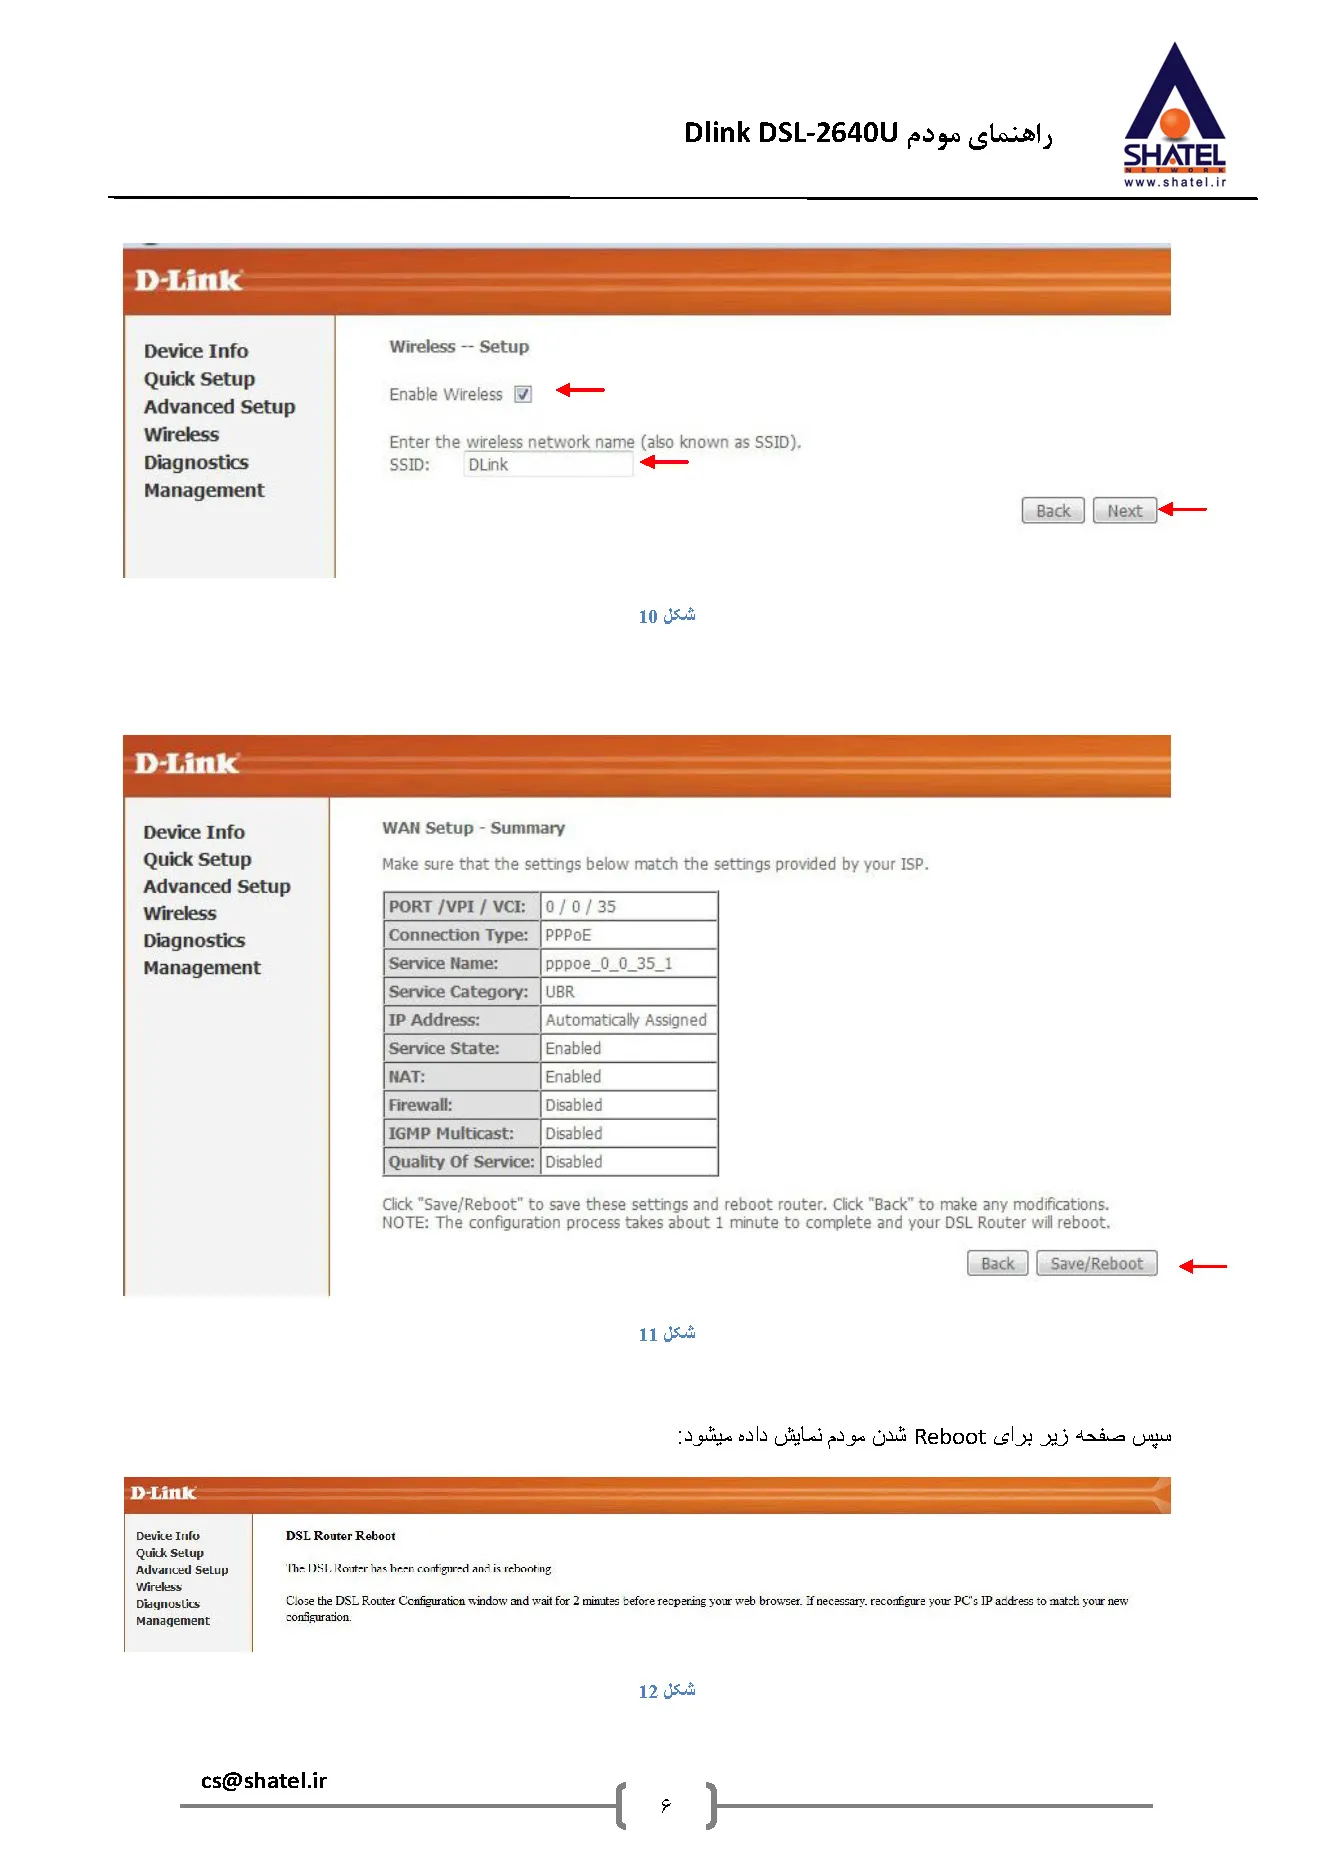 SHATEL
NETWORK
www.shatel.ir
راهنمای مودم Dlink DSL-2640U
D-Link
Device Info
Quick Setup
Advanced Setup
Wireless
Diagnostics
Management
Wireless -- Setup
Enable Wireless
Enter the wireless network name (also known as SSID).
SSID: DLink
Back Next
شکل 10
D-Link
Device Info
Quick Setup
Advanced Setup
Wireless
Diagnostics
Management
WAN Setup - Summary
Make sure that the settings below match the settings provided by your ISP.
PORT /VPI / VCI: 0 / 0 / 35
Connection Type: PPPoE
Service Name: pppoe_0_0_35_1
Service Category: UBR
IP Address: Automatically Assigned
Service State: Enabled
NAT: Enabled
Firewall: Disabled
IGMP Multicast: Disabled
Quality Of Service: Disabled
Click "Save/Reboot" to save these settings and reboot router. Click "Back" to make any modifications.
NOTE: The configuration process takes about 1 minute to complete and your DSL Router will reboot.
Back Save/Reboot
شکل 11
سپس صفحه زیر برای Reboot شدن مودم نمایش داده میشود:
D-Link
Device Info
Quick Setup
Advanced Setup
Wireless
Diagnostics
Management
DSL Router Reboot
The DSL Router has been configured and is rebooting.
Close the DSL Router Configuration window and wait for 2 minutes before reopening your web browser. If necessary, reconfigure your PC's IP address to match your new
configuration.
شکل 12
cs@shatel.ir
۶